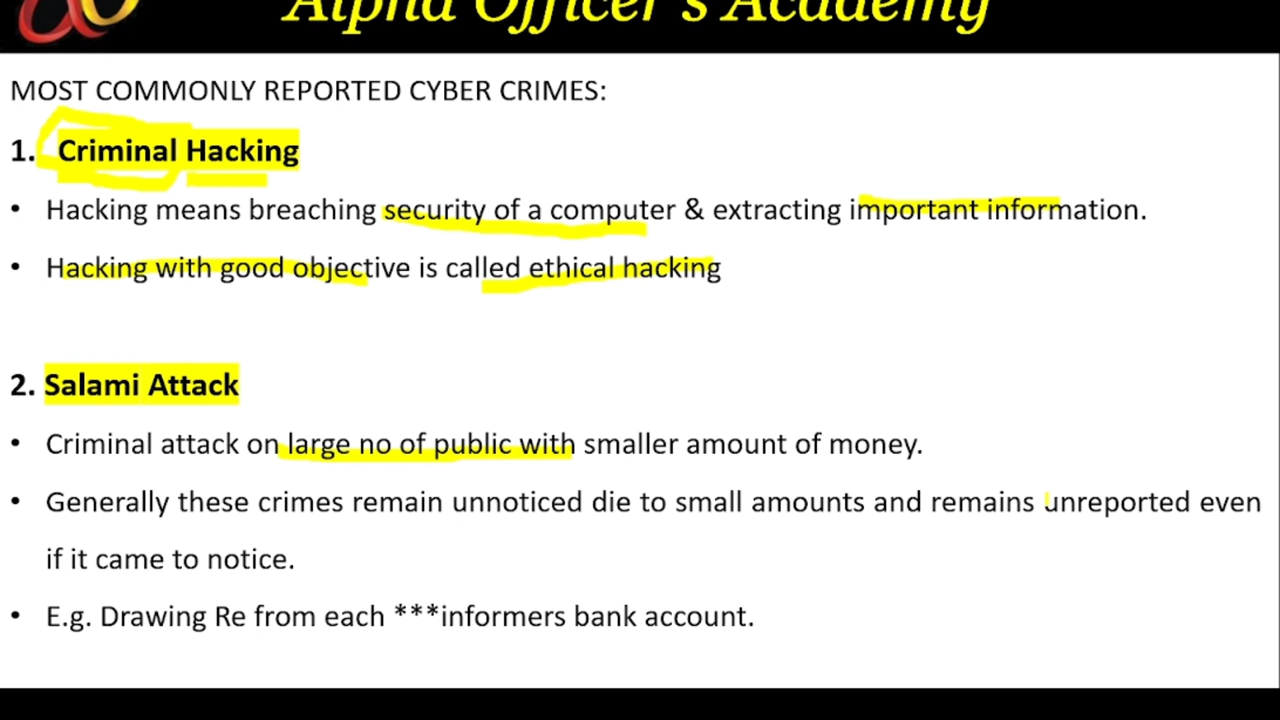 Alpha Officer's Academy
MOST COMMONLY REPORTED CYBER CRIMES:
1. Criminal Hacking
• Hacking means breaching security of a computer & extracting important information.
• Hacking with good objective is called ethical hacking
2. Salami Attack
• Criminal attack on large no of public with smaller amount of money.
• Generally these crimes remain unnoticed die to small amounts and remains unreported even
if it came to notice.
• E.g. Drawing Re from each ***informers bank account.